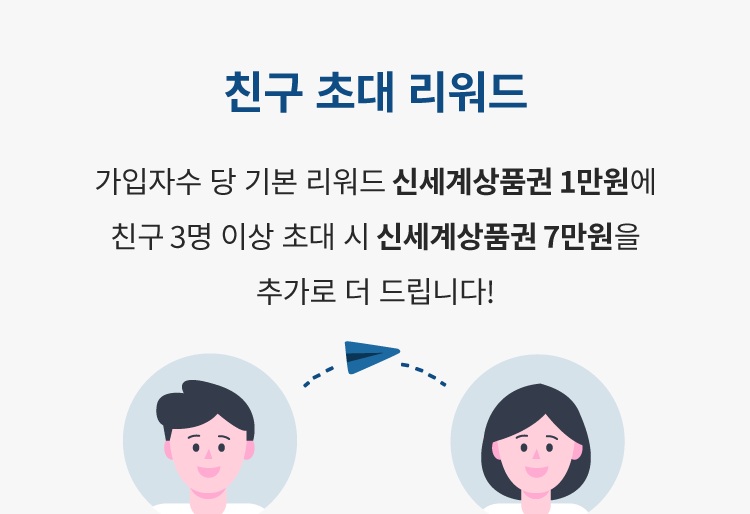 친구 초대 리워드
가입자수 당 기본 리워드 신세계상품권 1만원에
친구 3명 이상 초대 시 신세계상품권 7만원을
추가로 더 드립니다!